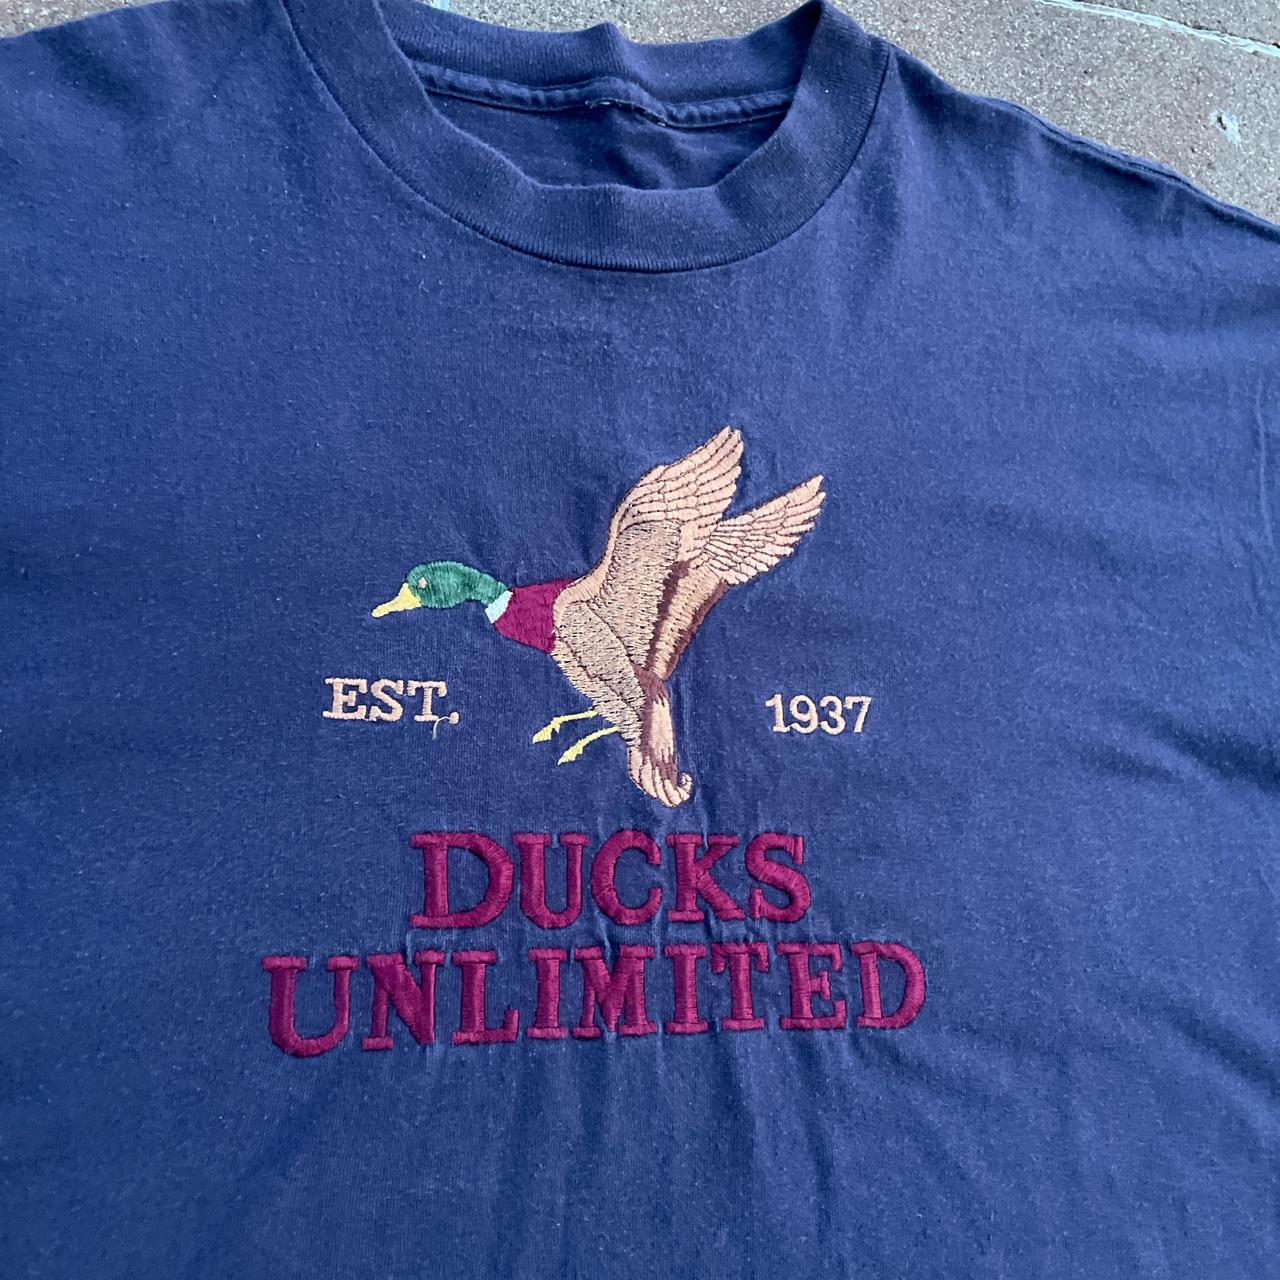 EST. 1937
DUCKS
UNLIMITED